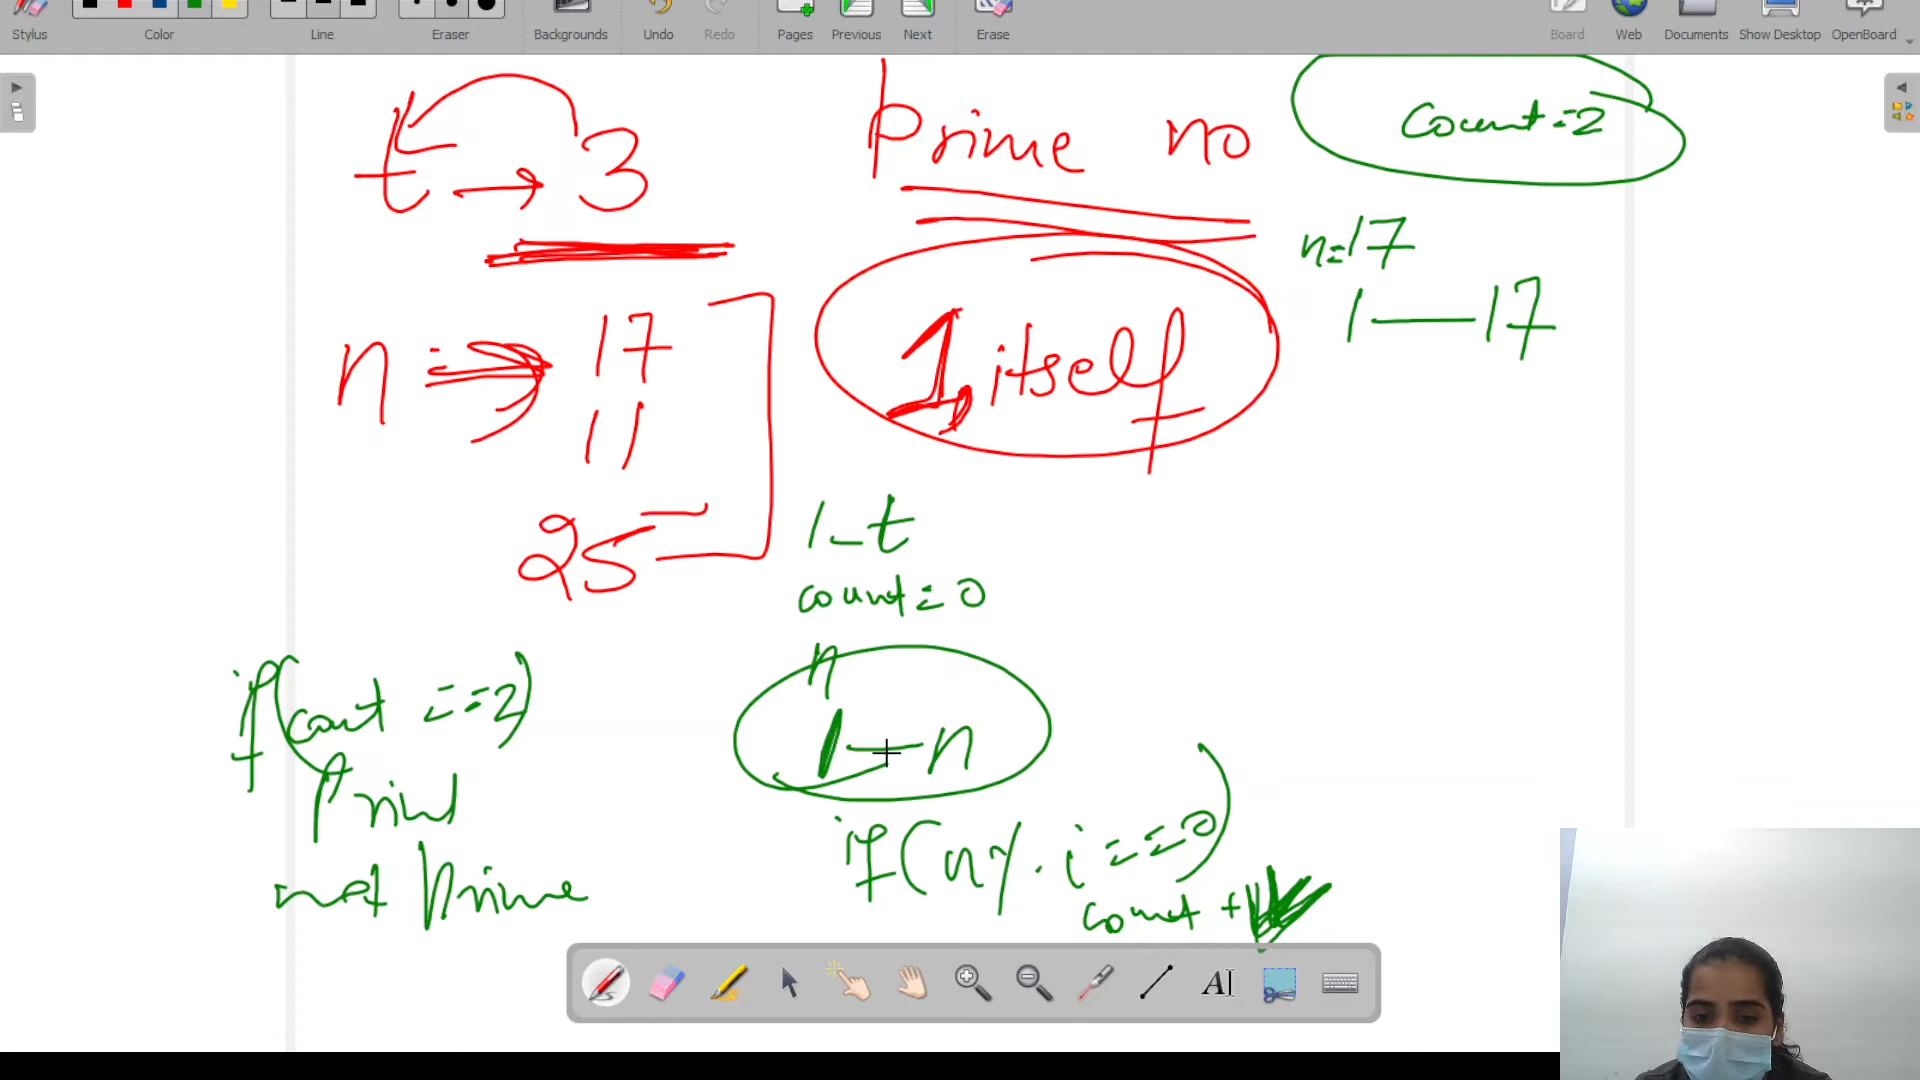 Stylus Color Line Eraser Backgrounds Undo Redo Pages Previous Next Erase Board Web Documents Show Desktop OpenBoard
t → 3
Prime no
count=2
n=17
1—17
n => 17
11
25
1, itself
1—t
count=0
n
1—n
if(n%i==0)
count +
if(count ==2)
Print
not prime
AI